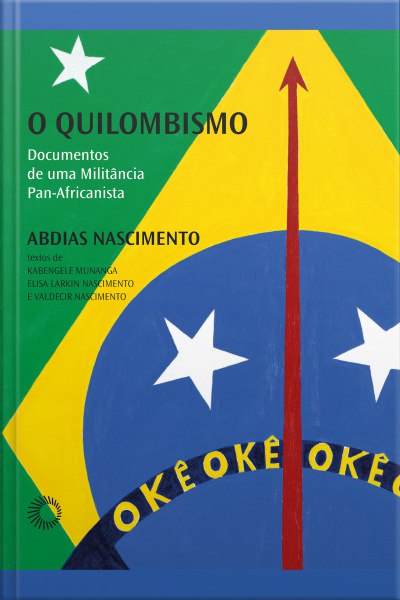 O QUILOMBISMO
Documentos
de uma Militância
Pan-Africanista
ABDIAS NASCIMENTO
textos de
KABENGELE MUNANGA
ELISA LARKIN NASCIMENTO
E VALDECIR NASCIMENTO
OKÊ OKÊ OKÊ O